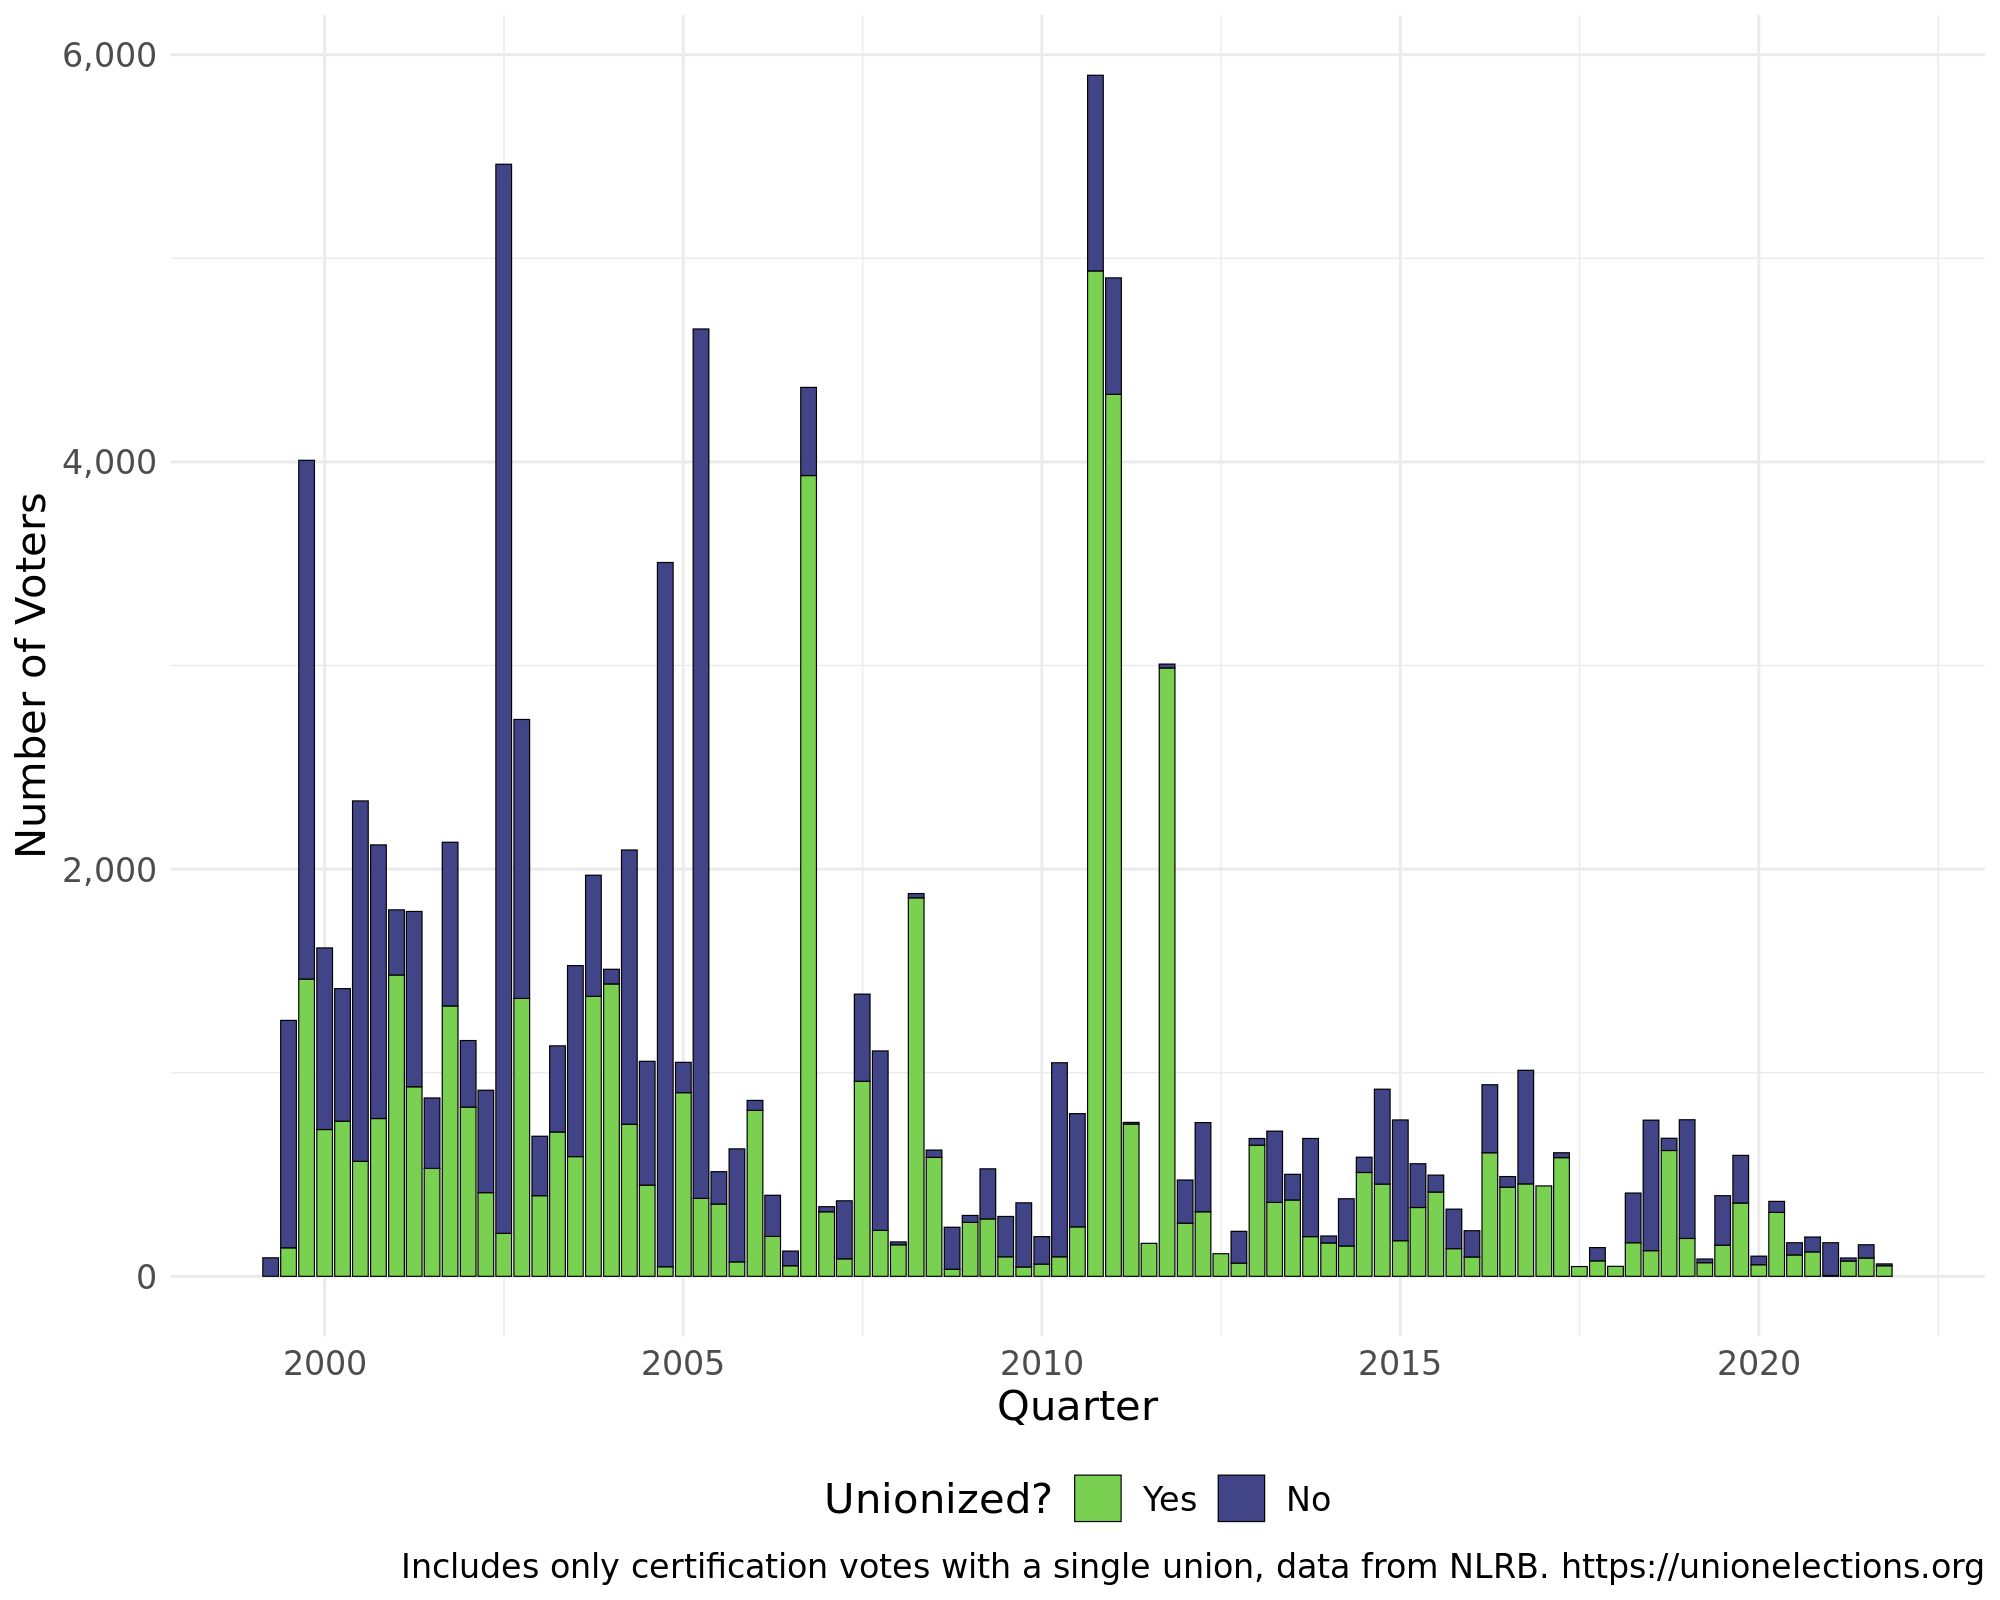 6,000
4,000
2,000
0
Number of Voters
2000 2005 2010 2015 2020
Quarter
Unionized? Yes No
Includes only certification votes with a single union, data from NLRB. https://unionelections.org